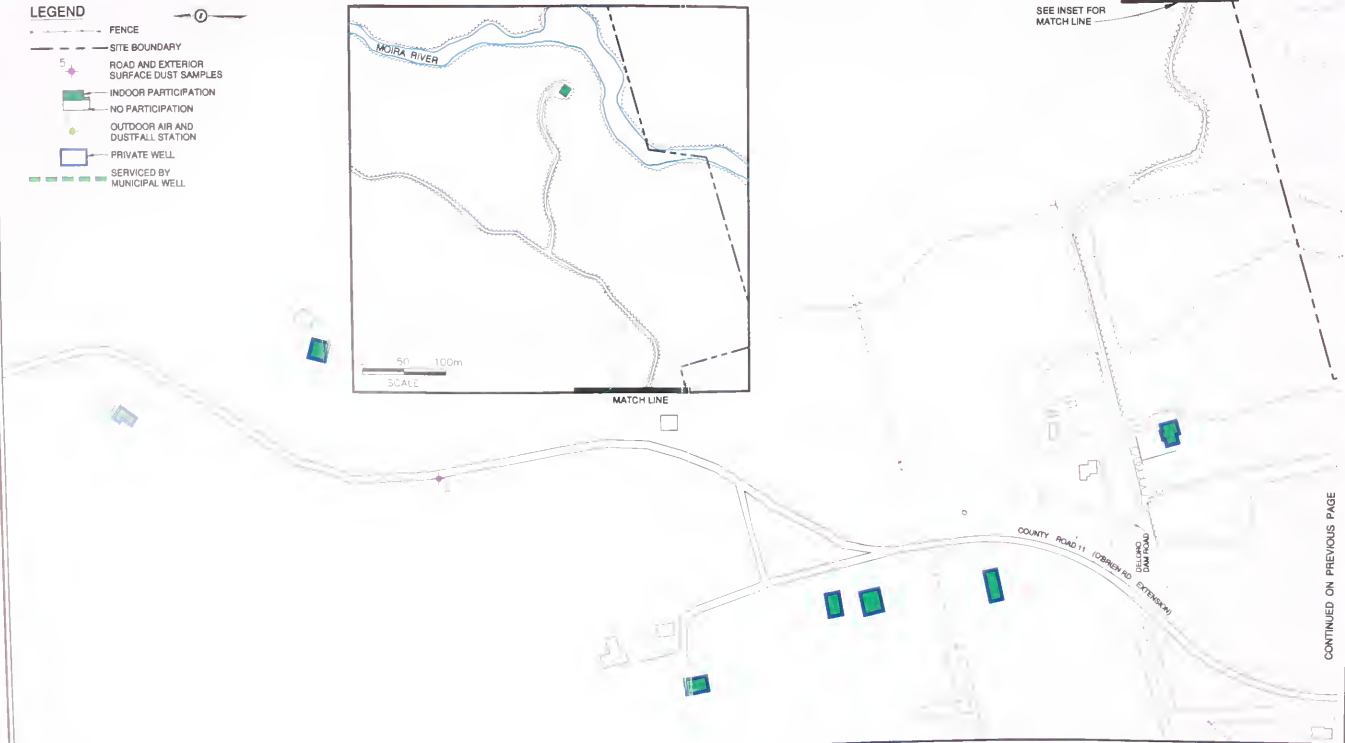 LEGEND
FENCE
SITE BOUNDARY
5
ROAD AND EXTERIOR
SURFACE DUST SAMPLES
INDOOR PARTICIPATION
NO PARTICIPATION
OUTDOOR AIR AND
DUSTFALL STATION
PRIVATE WELL
SERVICED BY
MUNICIPAL WELL
MOIRA RIVER
50 100m
SCALE
MATCH LINE
SEE INSET FOR
MATCH LINE
COUNTY ROAD 11 (O'BRIEN RD. EXTENSION)
DELORO
DAM ROAD
CONTINUED ON PREVIOUS PAGE